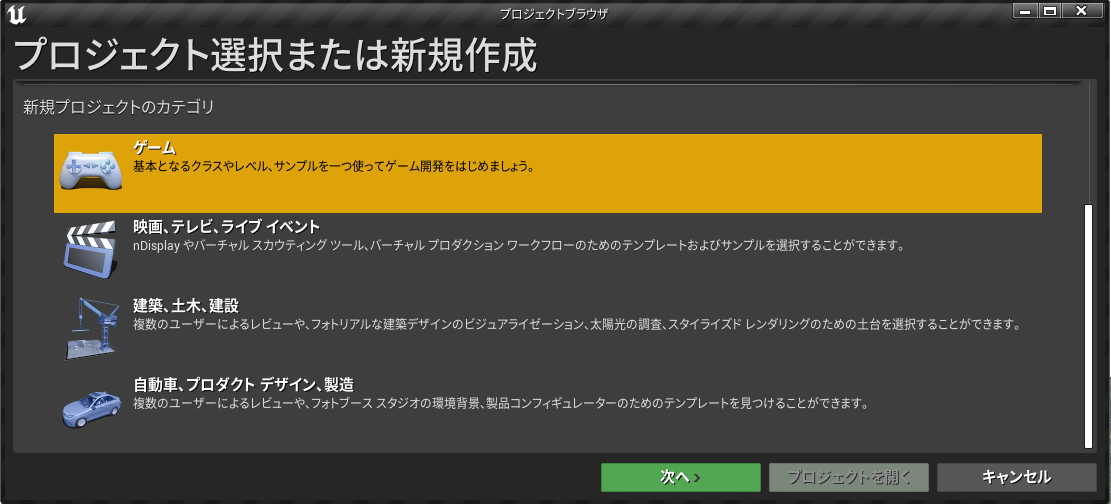 プロジェクトブラウザ
プロジェクト選択または新規作成
新規プロジェクトのカテゴリ
ゲーム
基本となるクラスやレベル、サンプルを一つ使ってゲーム開発をはじめましょう。
映画、テレビ、ライブ イベント
nDisplay やバーチャル スカウティング ツール、バーチャル プロダクション ワークフローのためのテンプレートおよびサンプルを選択することができます。
建築、土木、建設
複数のユーザーによるレビューや、フォトリアルな建築デザインのビジュアライゼーション、太陽光の調査、スタイライズド レンダリングのための土台を選択することができます。
自動車、プロダクト デザイン、製造
複数のユーザーによるレビューや、フォトブース スタジオの環境背景、製品コンフィギュレーターのためのテンプレートを見つけることができます。
次へ >
プロジェクトを開く
キャンセル